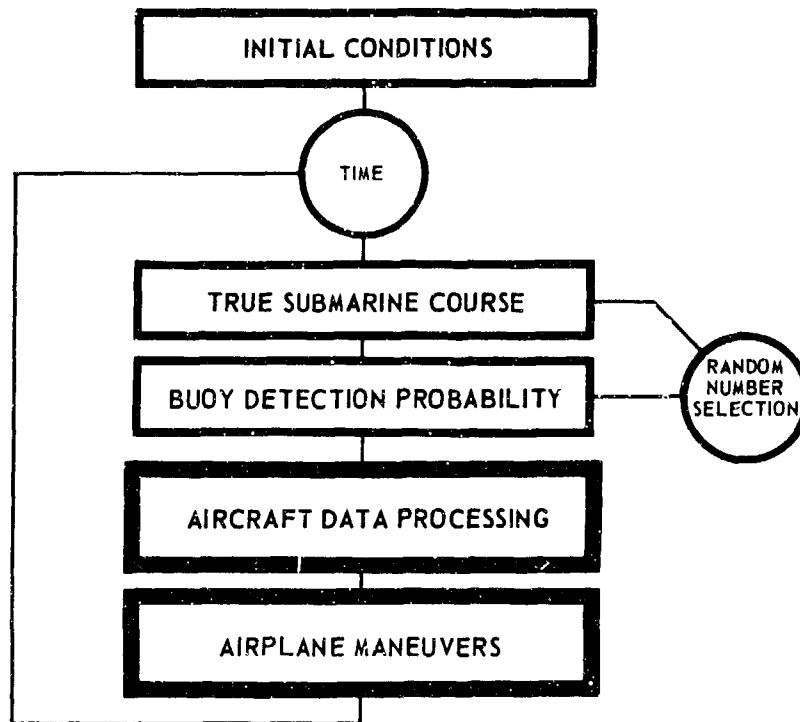 INITIAL CONDITIONS
TIME
TRUE SUBMARINE COURSE
BUOY DETECTION PROBABILITY
RANDOM
NUMBER
SELECTION
AIRCRAFT DATA PROCESSING
AIRPLANE MANEUVERS